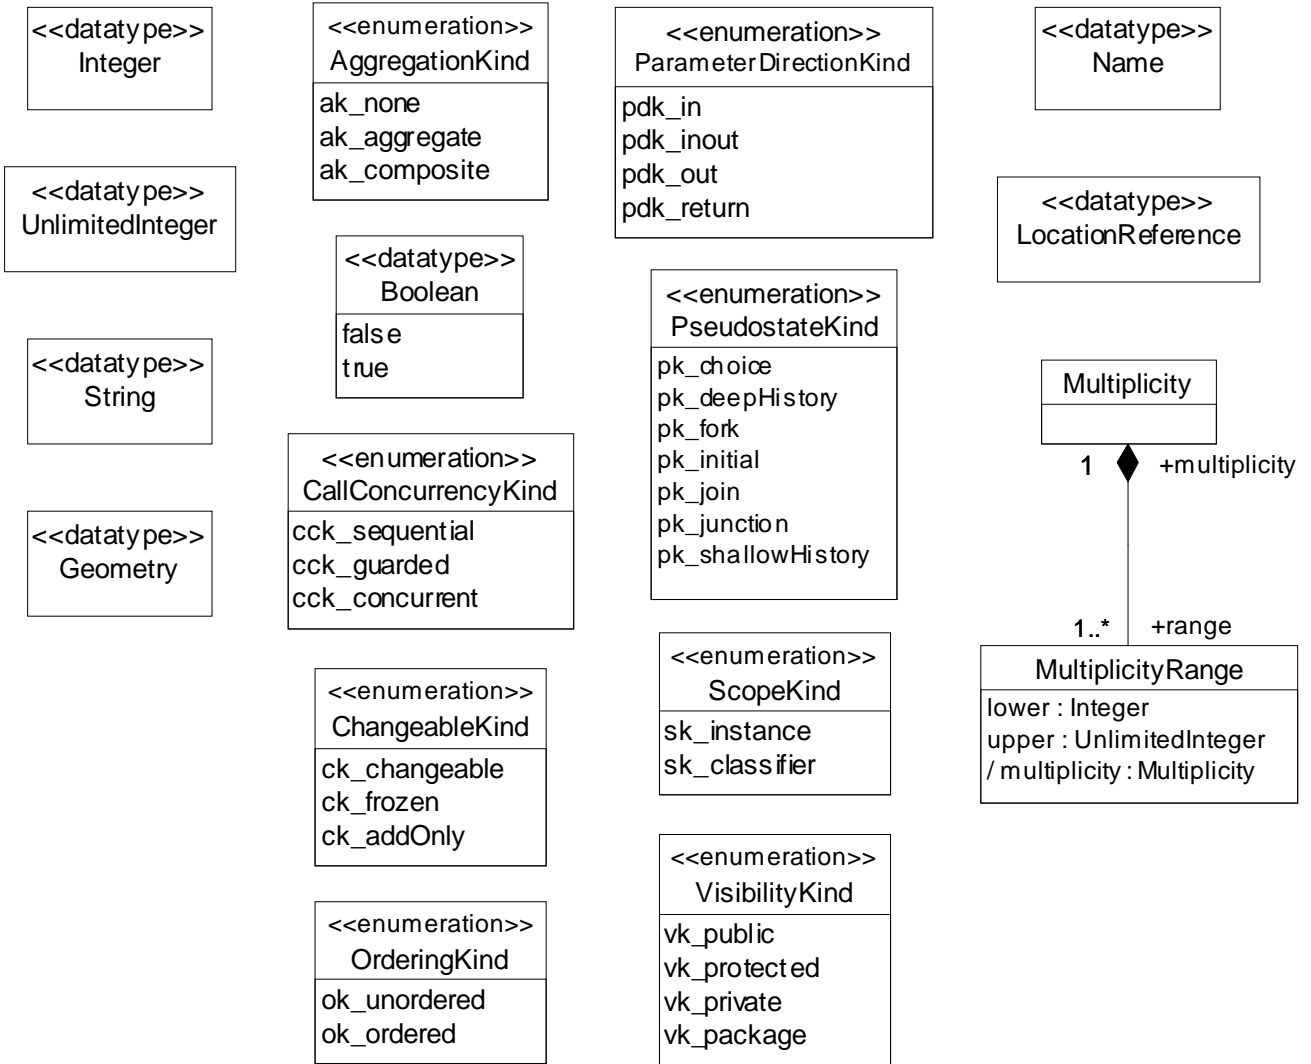 <<datatype>>
Integer
<<datatype>>
UnlimitedInteger
<<datatype>>
String
<<datatype>>
Geometry
<<enumeration>>
AggregationKind
ak_none
ak_aggregate
ak_composite
<<datatype>>
Boolean
false
true
<<enumeration>>
CallConcurrencyKind
cck_sequential
cck_guarded
cck_concurrent
<<enumeration>>
ChangeableKind
ck_changeable
ck_frozen
ck_addOnly
<<enumeration>>
OrderingKind
ok_unordered
ok_ordered
<<enumeration>>
ParameterDirectionKind
pdk_in
pdk_inout
pdk_out
pdk_return
<<enumeration>>
PseudostateKind
pk_choice
pk_deepHistory
pk_fork
pk_initial
pk_join
pk_junction
pk_shallowHistory
<<enumeration>>
ScopeKind
sk_instance
sk_classifier
<<enumeration>>
VisibilityKind
vk_public
vk_protected
vk_private
vk_package
<<datatype>>
Name
<<datatype>>
LocationReference
Multiplicity
1 +multiplicity
1..* +range
MultiplicityRange
lower : Integer
upper : UnlimitedInteger
/ multiplicity : Multiplicity